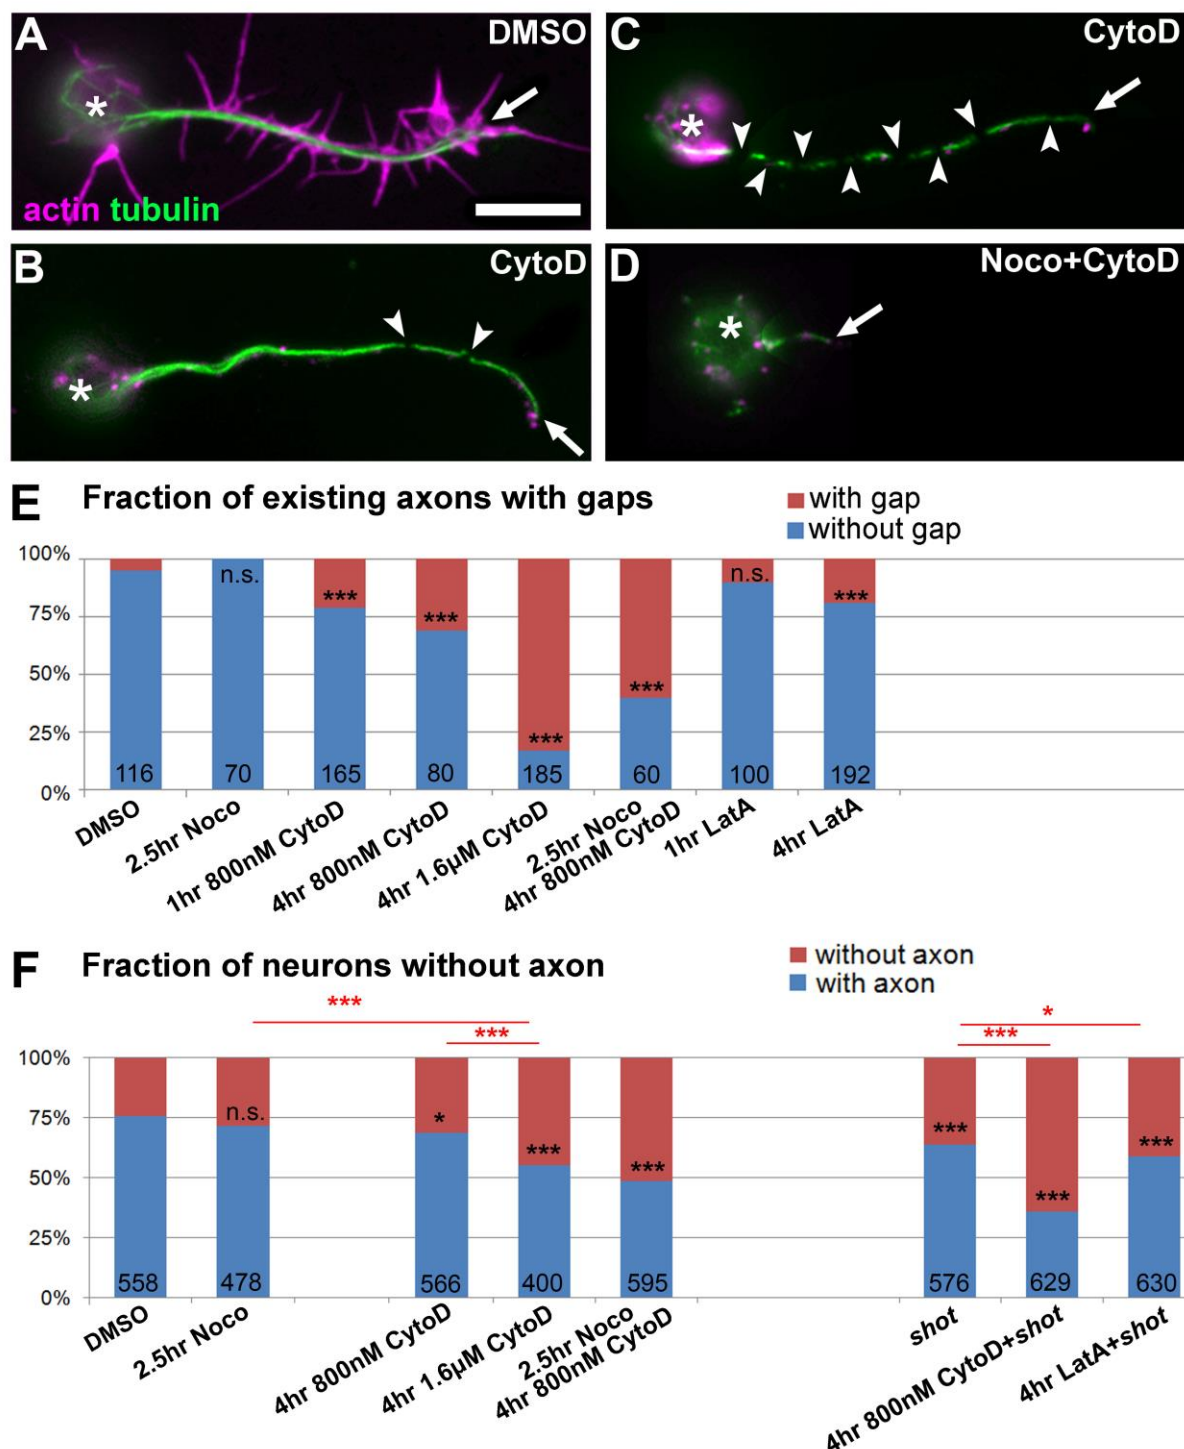 A
DMSO
*
actin tubulin
C
CytoD
*
B
CytoD
*
D
Noco+CytoD
*
E Fraction of existing axons with gaps
with gap
without gap
100%
75%
50%
25%
0%
n.s.
***
***
***
***
n.s.
***
116 70 165 80 185 60 100 192
DMSO
2.5hr Noco
1hr 800nM CytoD
4hr 800nM CytoD
4hr 1.6µM CytoD
2.5hr Noco
4hr 800nM CytoD
1hr LatA
4hr LatA
F Fraction of neurons without axon
without axon
with axon
***
***
*
***
100%
75%
50%
25%
0%
n.s.
*
***
***
***
***
***
558 478 566 400 595 576 629 630
DMSO
2.5hr Noco
4hr 800nM CytoD
4hr 1.6µM CytoD
2.5hr Noco
4hr 800nM CytoD
shot
4hr 800nM CytoD+shot
4hr LatA+shot